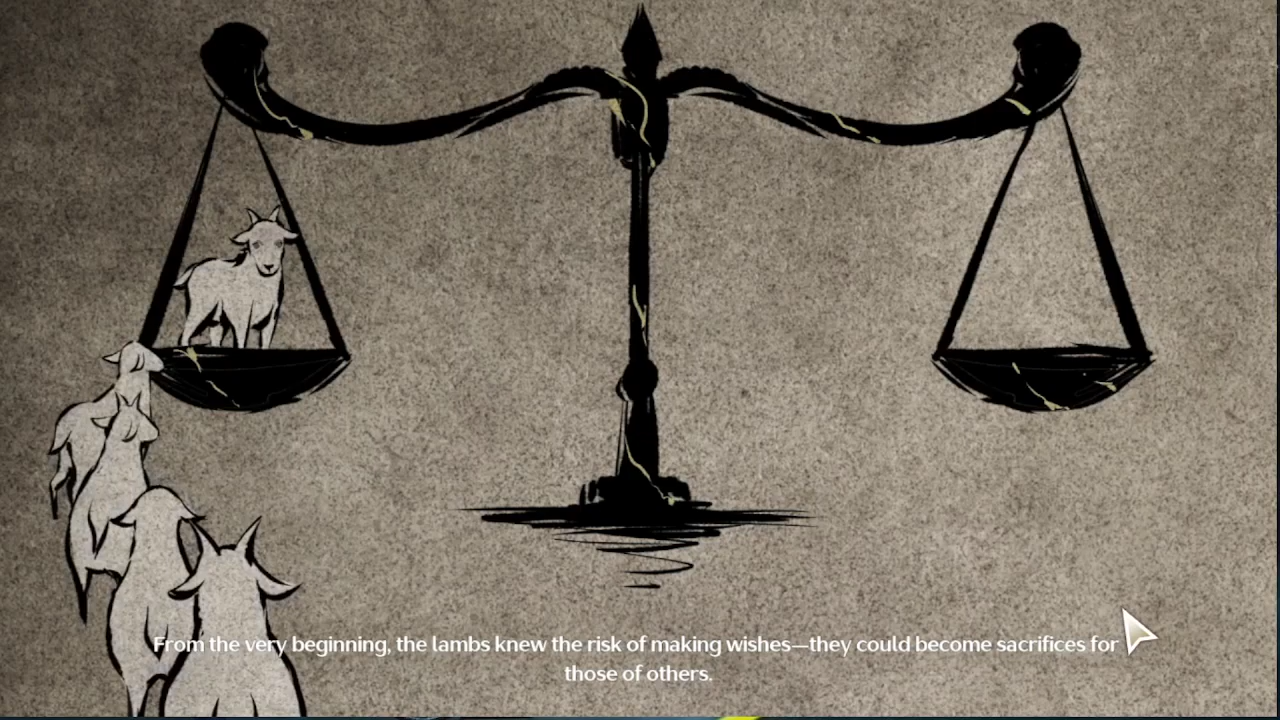 From the very beginning, the lambs knew the risk of making wishes—they could become sacrifices for
those of others.